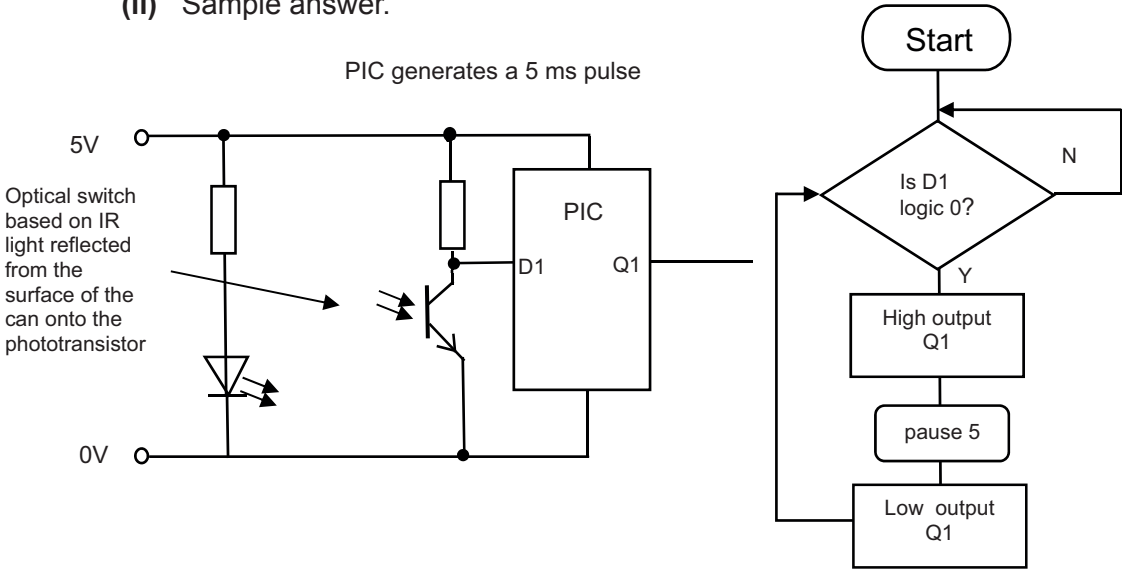 (ii) Sample answer.
PIC generates a 5 ms pulse
5V
Optical switch
based on IR
light reflected
from the
surface of the
can onto the
phototransistor
0V
PIC
D1
Q1
Start
Is D1
logic 0?
N
Y
High output
Q1
pause 5
Low output
Q1